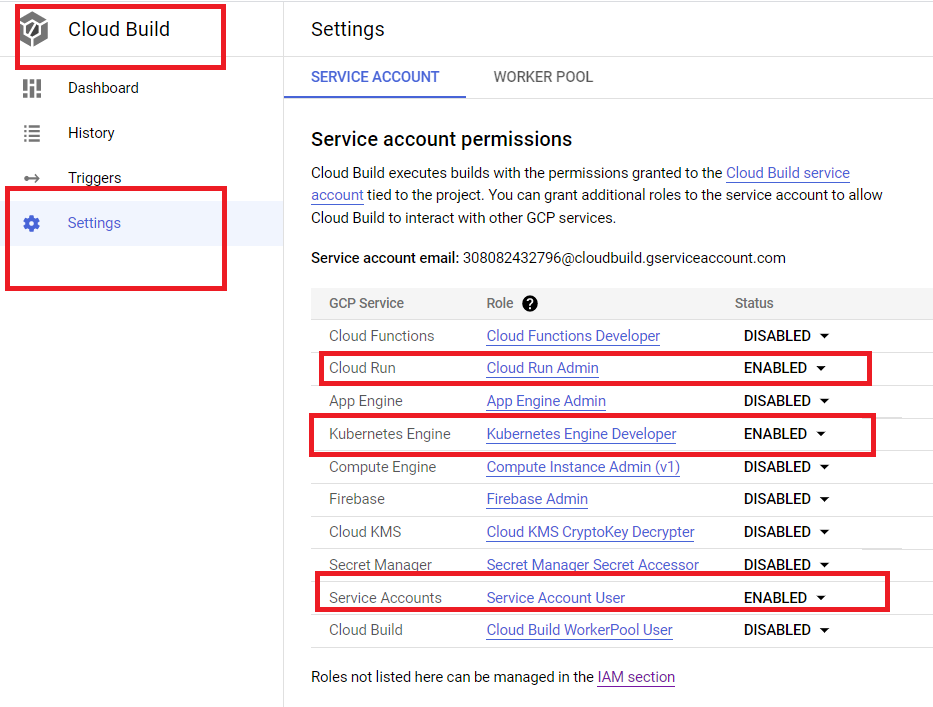 Cloud Build
Settings
Dashboard
History
Triggers
Settings
SERVICE ACCOUNT
WORKER POOL
Service account permissions
Cloud Build executes builds with the permissions granted to the Cloud Build service
account tied to the project. You can grant additional roles to the service account to allow
Cloud Build to interact with other GCP services.
Service account email: 308082432796@cloudbuild.gserviceaccount.com
GCP Service Role ? Status
Cloud Functions Cloud Functions Developer DISABLED
Cloud Run Cloud Run Admin ENABLED
App Engine App Engine Admin DISABLED
Kubernetes Engine Kubernetes Engine Developer ENABLED
Compute Engine Compute Instance Admin (v1) DISABLED
Firebase Firebase Admin DISABLED
Cloud KMS Cloud KMS CryptoKey Decrypter DISABLED
Secret Manager Secret Manager Secret Accessor DISABLED
Service Accounts Service Account User ENABLED
Cloud Build Cloud Build WorkerPool User DISABLED
Roles not listed here can be managed in the IAM section